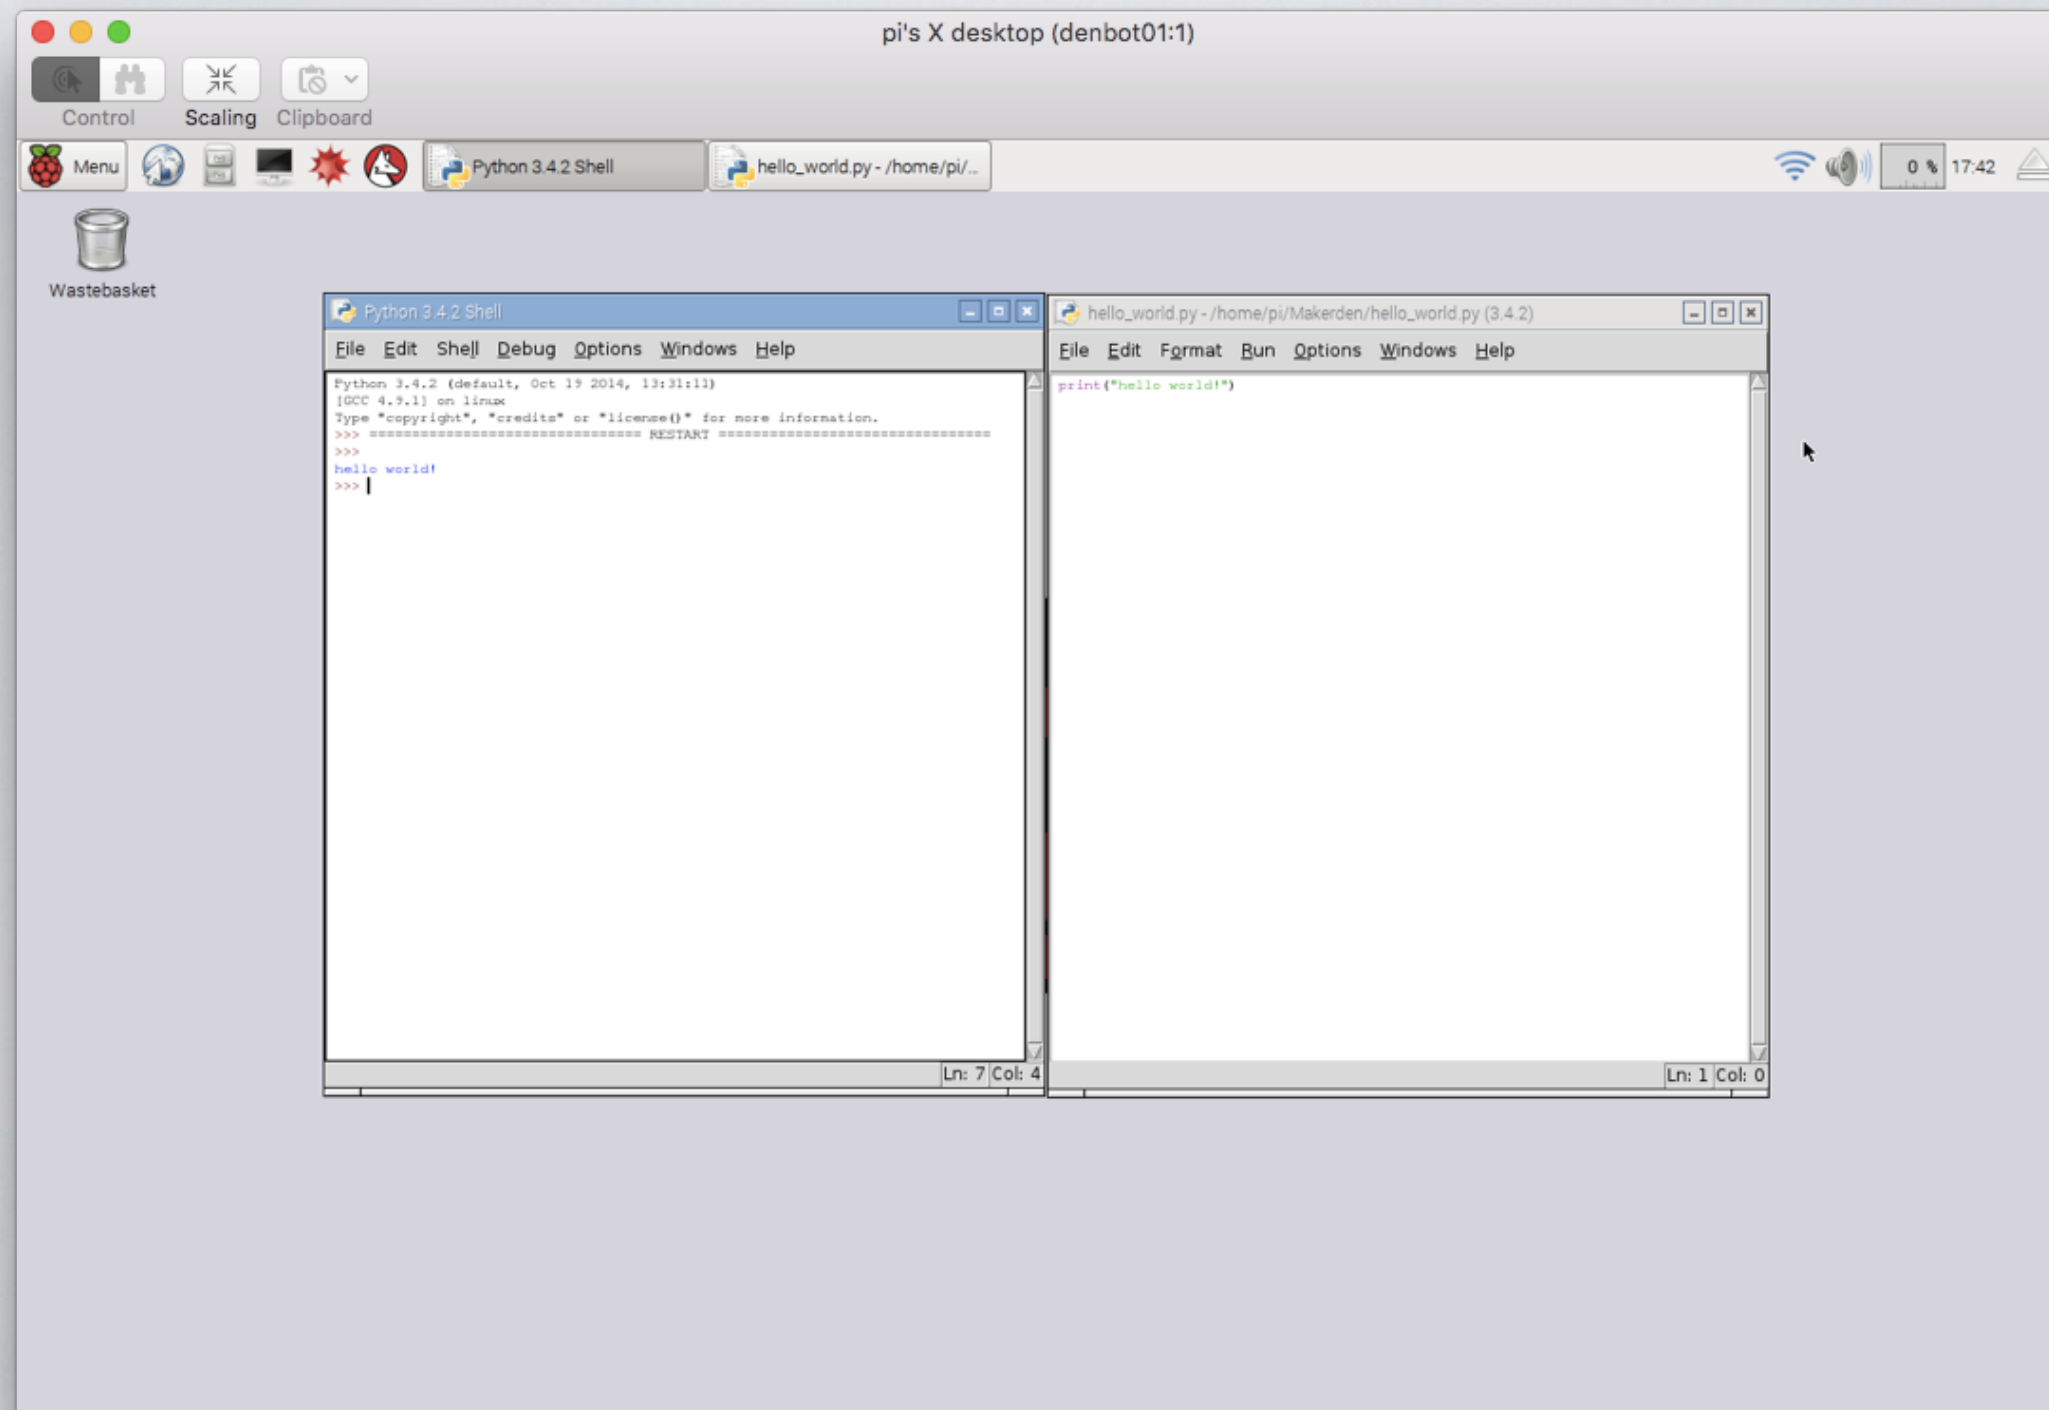 pi's X desktop (denbot01:1)
Control Scaling Clipboard
Menu Python 3.4.2 Shell hello_world.py - /home/pi/... 0 % 17:42
Wastebasket
Python 3.4.2 Shell
File Edit Shell Debug Options Windows Help
Python 3.4.2 (default, Oct 19 2014, 13:31:11)
[GCC 4.9.1] on linux
Type "copyright", "credits" or "license()" for more information.
>>> ================================ RESTART ================================
>>>
hello world!
>>>
Ln: 7 Col: 4
hello_world.py - /home/pi/Makerden/hello_world.py (3.4.2)
File Edit Format Run Options Windows Help
print("hello world!")
Ln: 1 Col: 0